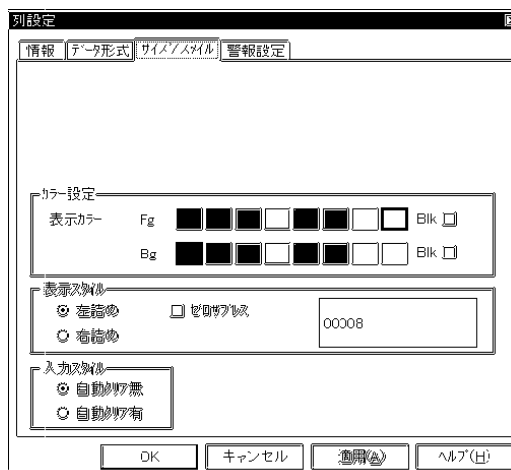 列設定
情報 データ形式 サイズ/スタイル 警報設定
カラー設定
表示カラー Fg Blk
Bg Blk
表示スタイル
左詰め ゼロサプレス
右詰め
00008
入力スタイル
自動クリア無
自動クリア有
OK キャンセル 適用(A) ヘルプ(H)